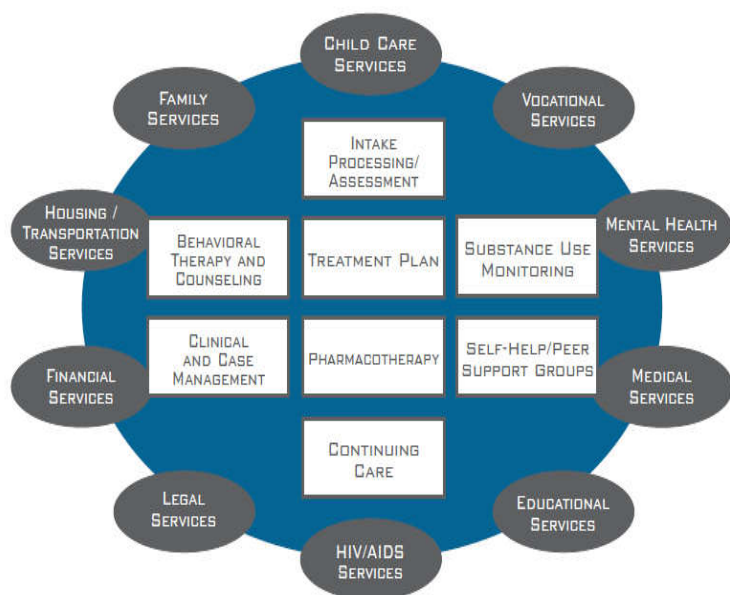 CHILD CARE
SERVICES
FAMILY
SERVICES
VOCATIONAL
SERVICES
INTAKE
PROCESSING/
ASSESSMENT
HOUSING /
TRANSPORTATION
SERVICES
BEHAVIORAL
THERAPY AND
COUNSELING
TREATMENT PLAN
SUBSTANCE USE
MONITORING
MENTAL HEALTH
SERVICES
FINANCIAL
SERVICES
CLINICAL
AND CASE
MANAGEMENT
PHARMACOTHERAPY
SELF-HELP/PEER
SUPPORT GROUPS
MEDICAL
SERVICES
CONTINUING
CARE
LEGAL
SERVICES
EDUCATIONAL
SERVICES
HIV/AIDS
SERVICES